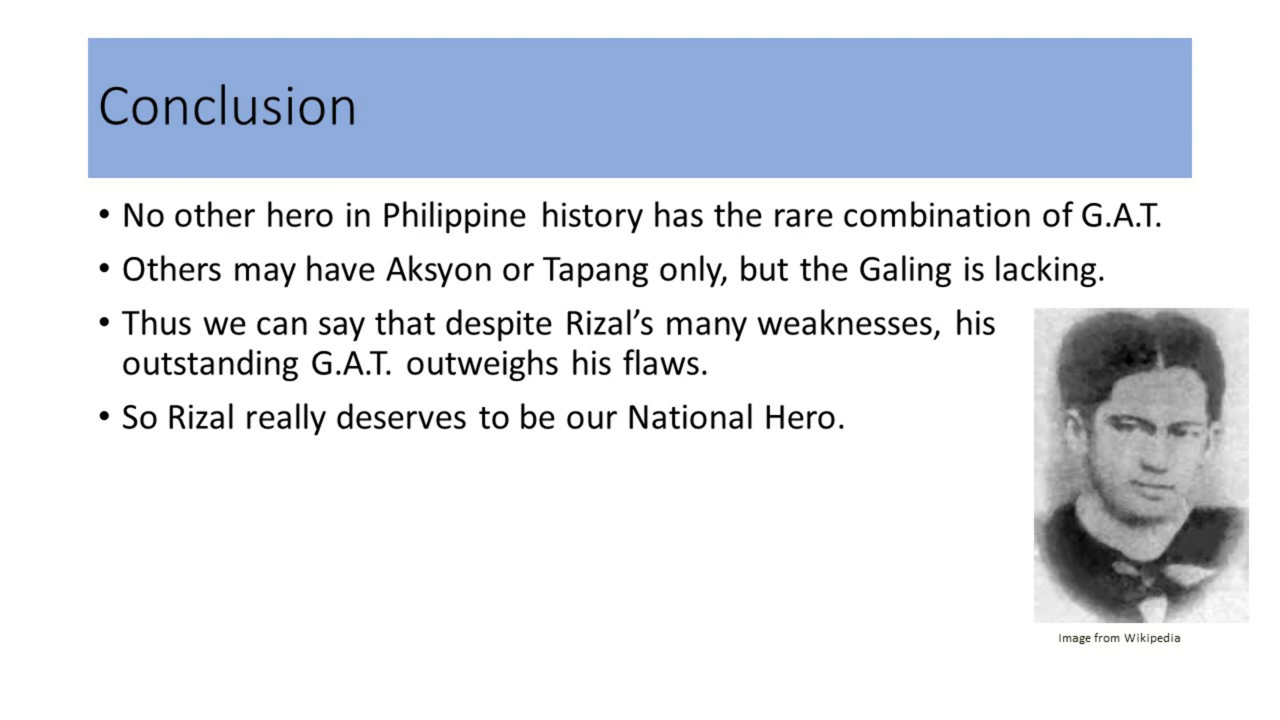 Conclusion
• No other hero in Philippine history has the rare combination of G.A.T.
• Others may have Aksyon or Tapang only, but the Galing is lacking.
• Thus we can say that despite Rizal’s many weaknesses, his
outstanding G.A.T. outweighs his flaws.
• So Rizal really deserves to be our National Hero.
Image from Wikipedia